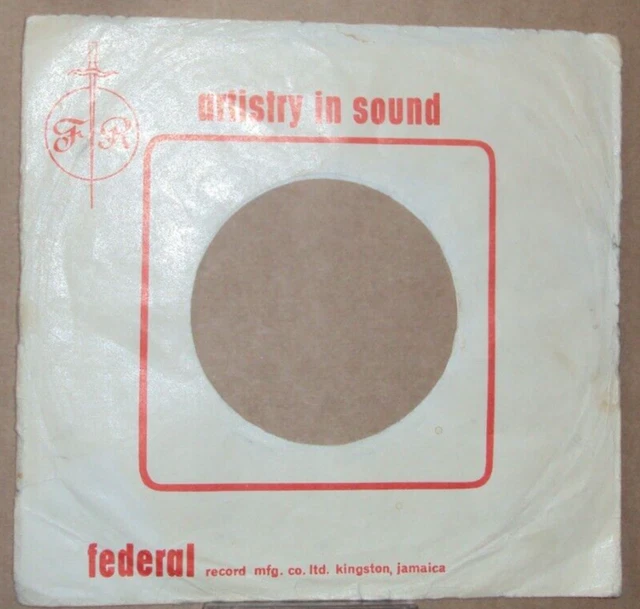 FR
artistry in sound
federal record mfg. co. ltd. kingston, jamaica